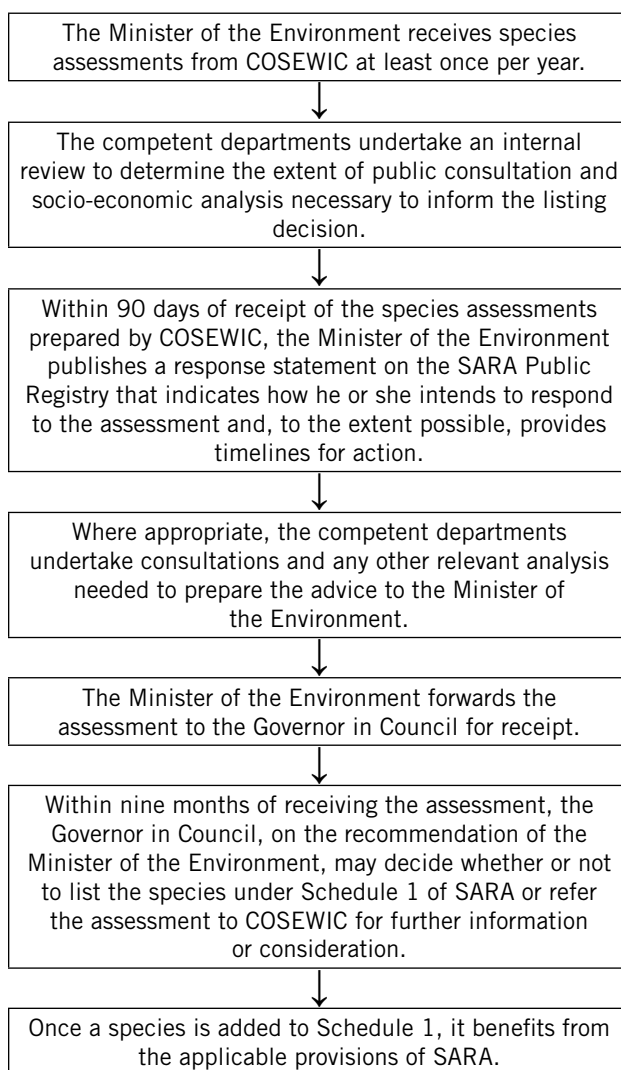 The Minister of the Environment receives species
assessments from COSEWIC at least once per year.
The competent departments undertake an internal
review to determine the extent of public consultation and
socio-economic analysis necessary to inform the listing
decision.
Within 90 days of receipt of the species assessments
prepared by COSEWIC, the Minister of the Environment
publishes a response statement on the SARA Public
Registry that indicates how he or she intends to respond
to the assessment and, to the extent possible, provides
timelines for action.
Where appropriate, the competent departments
undertake consultations and any other relevant analysis
needed to prepare the advice to the Minister of
the Environment.
The Minister of the Environment forwards the
assessment to the Governor in Council for receipt.
Within nine months of receiving the assessment, the
Governor in Council, on the recommendation of the
Minister of the Environment, may decide whether or not
to list the species under Schedule 1 of SARA or refer
the assessment to COSEWIC for further information
or consideration.
Once a species is added to Schedule 1, it benefits from
the applicable provisions of SARA.